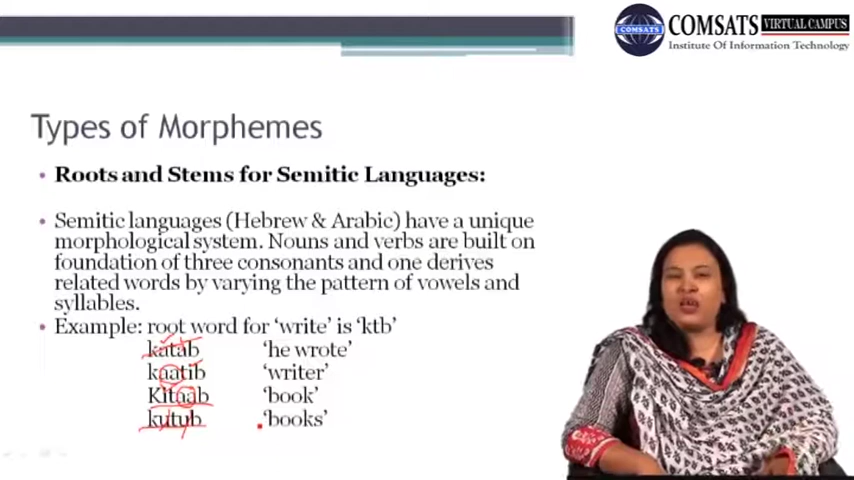 COMSATS
COMSATS VIRTUAL CAMPUS
Institute Of Information Technology
Types of Morphemes
• Roots and Stems for Semitic Languages:
• Semitic languages (Hebrew & Arabic) have a unique
morphological system. Nouns and verbs are built on
foundation of three consonants and one derives
related words by varying the pattern of vowels and
syllables.
• Example: root word for ‘write’ is ‘ktb’
katab ‘he wrote’
kaatib ‘writer’
Kitaab ‘book’
kutub ‘books’